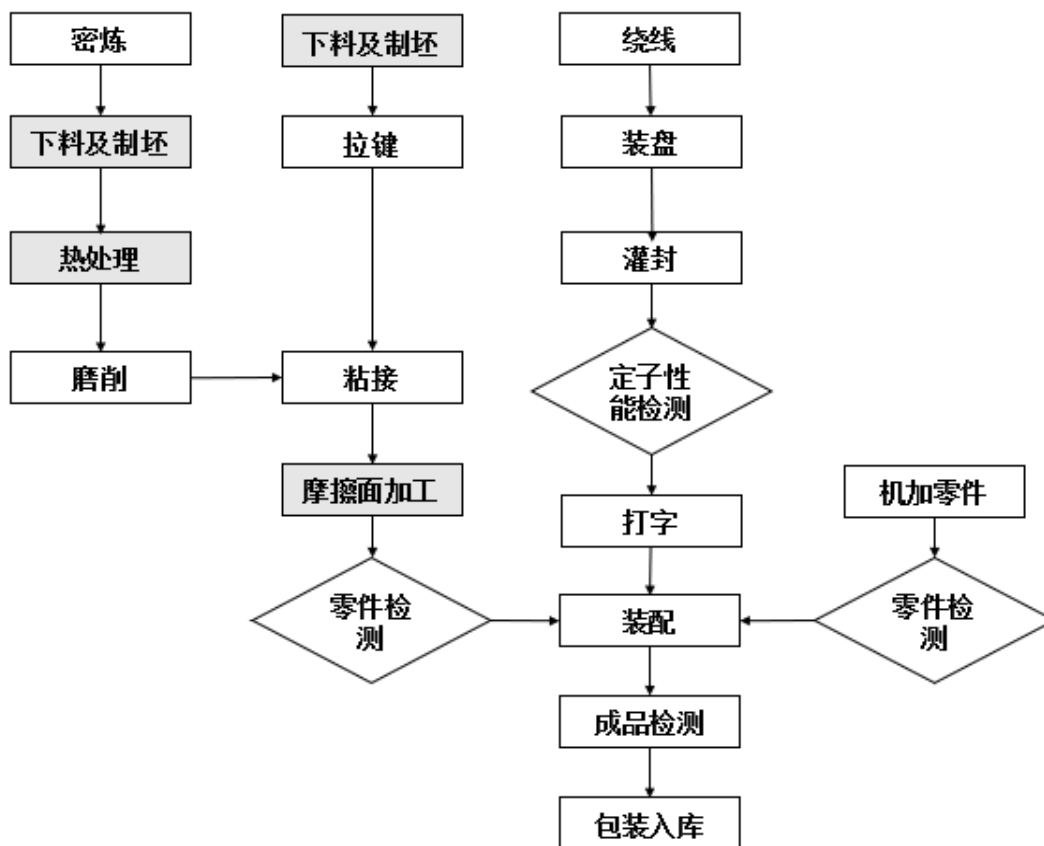 密炼
下料及制坯
绕线
下料及制坯
拉键
装盘
热处理
灌封
磨削
粘接
定子性
能检测
摩擦面加工
打字
机加零件
零件检
测
装配
零件检
测
成品检测
包装入库